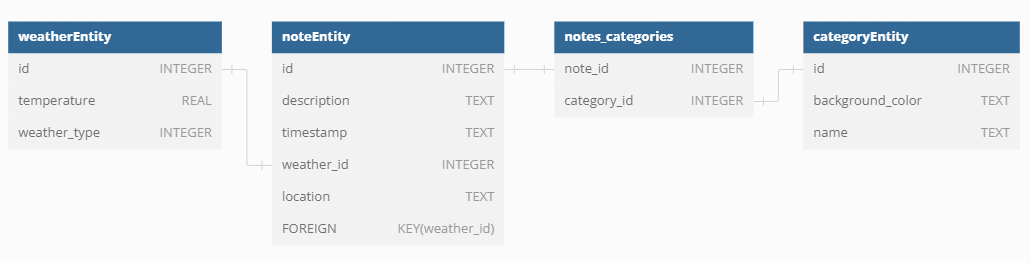 weatherEntity
id INTEGER
temperature REAL
weather_type INTEGER
noteEntity
id INTEGER
description TEXT
timestamp TEXT
weather_id INTEGER
location TEXT
FOREIGN KEY(weather_id)
notes_categories
note_id INTEGER
category_id INTEGER
categoryEntity
id INTEGER
background_color TEXT
name TEXT